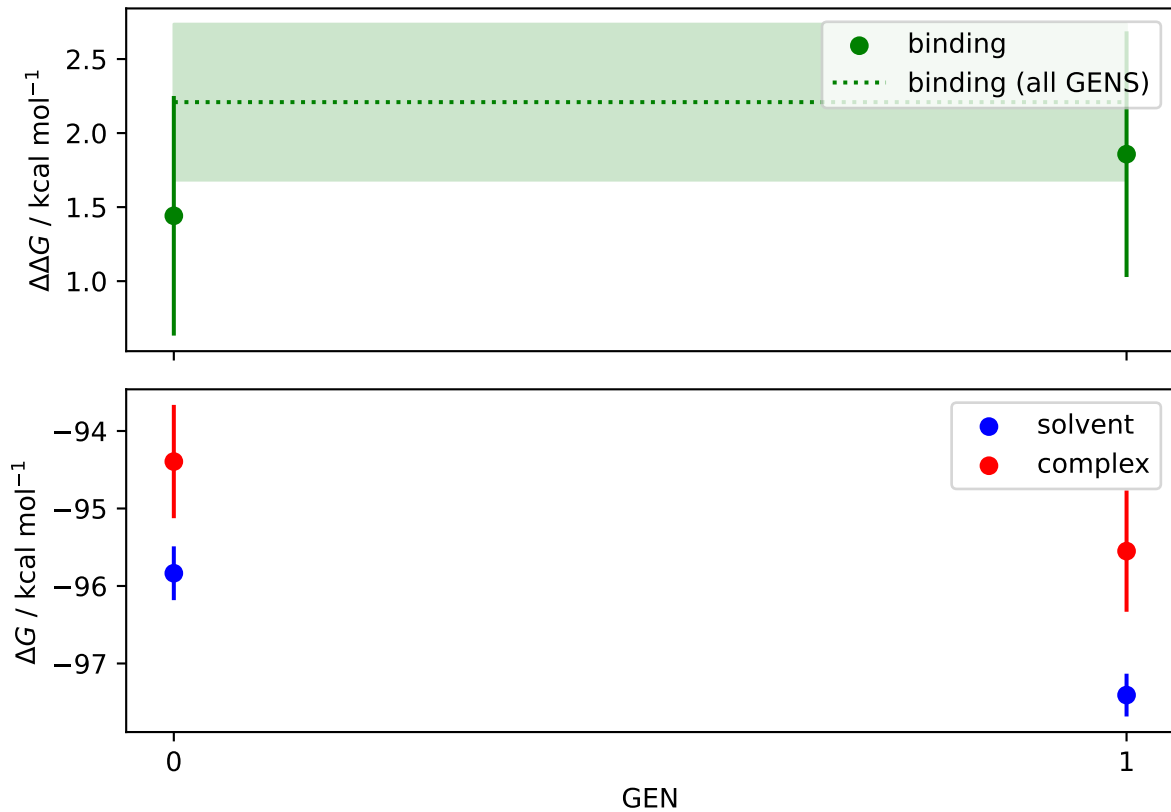 2.5
2.0
1.5
1.0
ΔΔG / kcal mol⁻¹
binding
binding (all GENS)
−94
−95
−96
−97
ΔG / kcal mol⁻¹
solvent
complex
0
1
GEN